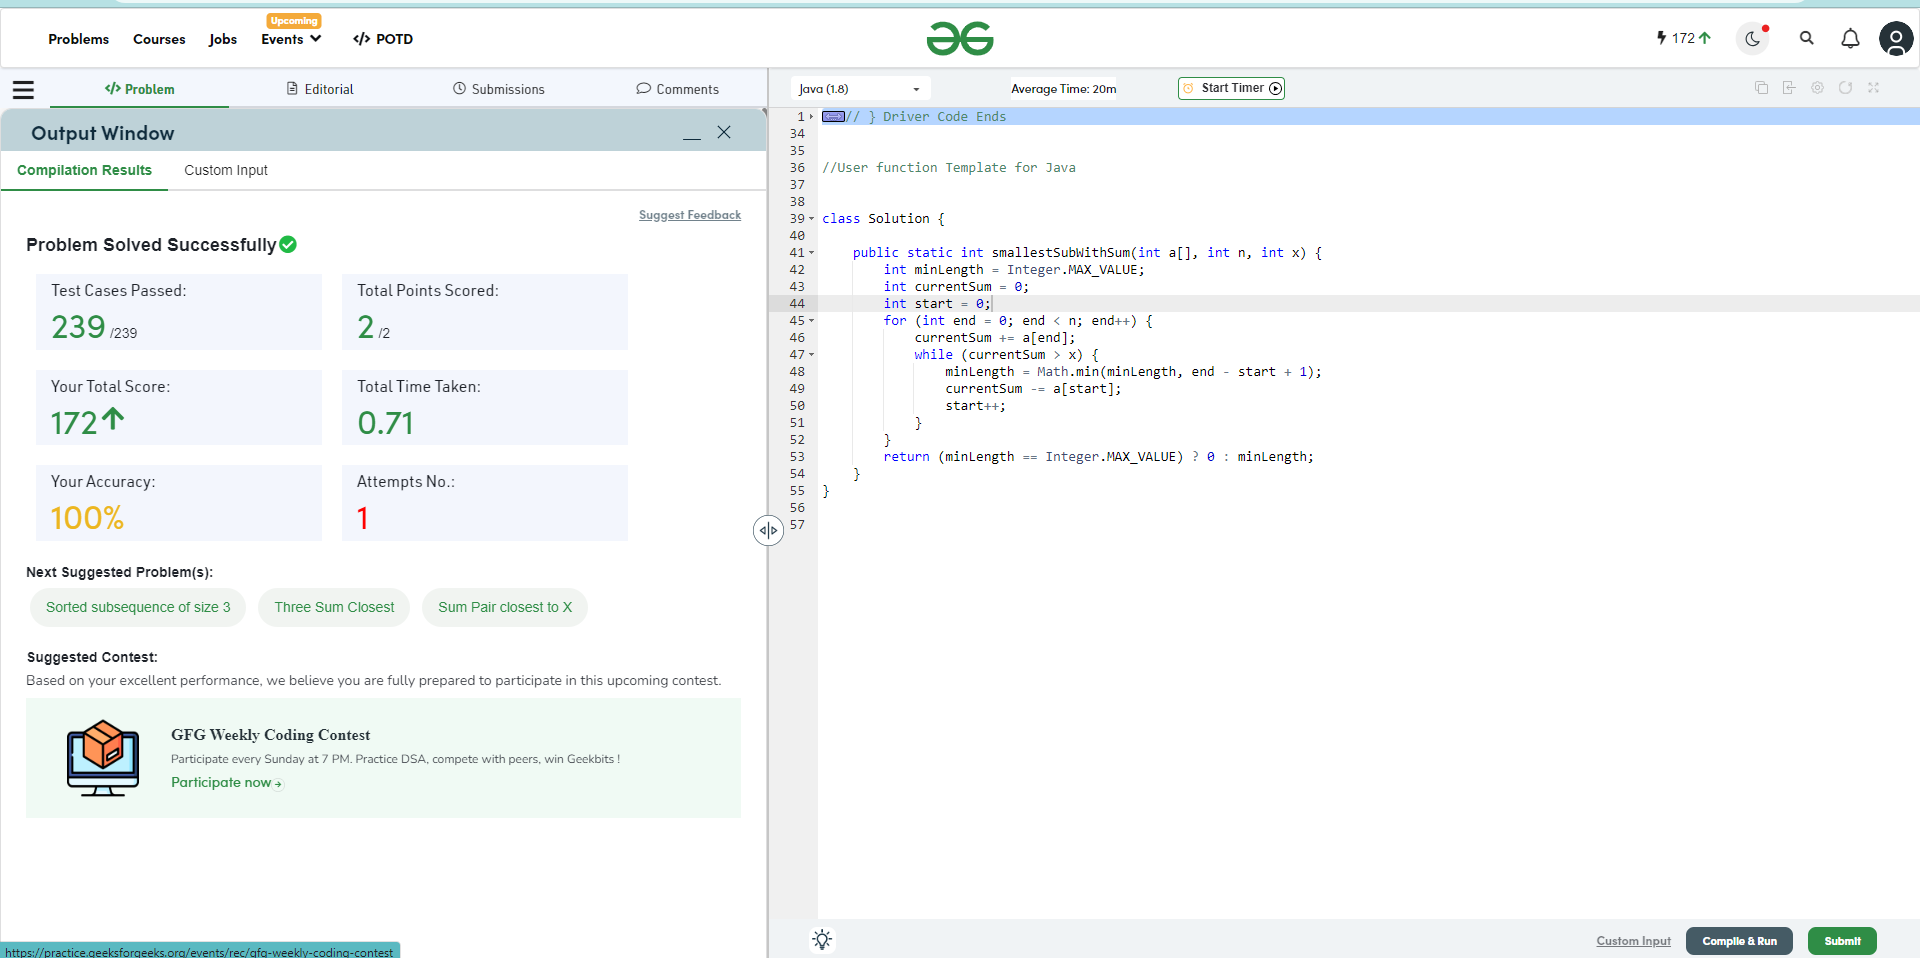 Upcoming
Problems Courses Jobs Events </> POTD
172
</> Problem Editorial Submissions Comments
Java (1.8) Average Time: 20m Start Timer
Output Window
Compilation Results Custom Input
Suggest Feedback
Problem Solved Successfully
Test Cases Passed:
239 /239
Total Points Scored:
2 /2
Your Total Score:
172
Total Time Taken:
0.71
Your Accuracy:
100%
Attempts No.:
1
Next Suggested Problem(s):
Sorted subsequence of size 3 Three Sum Closest Sum Pair closest to X
Suggested Contest:
Based on your excellent performance, we believe you are fully prepared to participate in this upcoming contest.
GFG Weekly Coding Contest
Participate every Sunday at 7 PM. Practice DSA, compete with peers, win Geekbits !
Participate now
https://practice.geeksforgeeks.org/events/rec/gfg-weekly-coding-contest
1 // } Driver Code Ends
34
35
36 //User function Template for Java
37
38
39 class Solution {
40
41 public static int smallestSubWithSum(int a[], int n, int x) {
42 int minLength = Integer.MAX_VALUE;
43 int currentSum = 0;
44 int start = 0;
45 for (int end = 0; end < n; end++) {
46 currentSum += a[end];
47 while (currentSum > x) {
48 minLength = Math.min(minLength, end - start + 1);
49 currentSum -= a[start];
50 start++;
51 }
52 }
53 return (minLength == Integer.MAX_VALUE) ? 0 : minLength;
54 }
55 }
56
57
Custom Input Compile & Run Submit